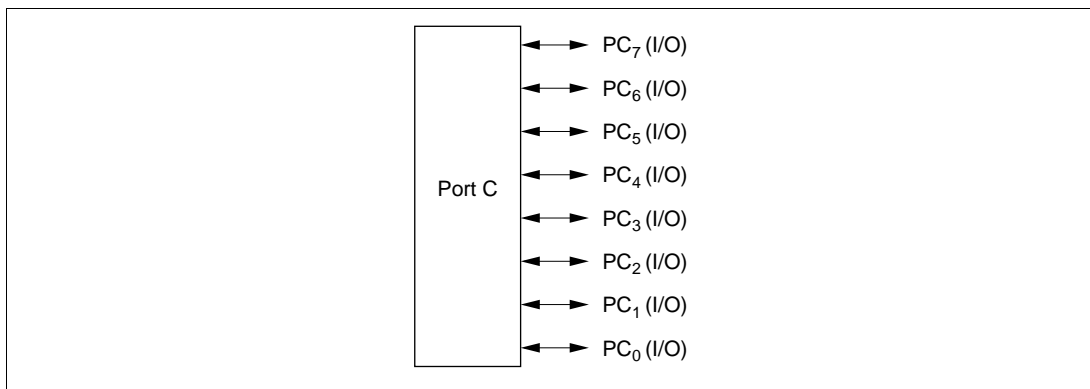 PC₇ (I/O)
PC₆ (I/O)
PC₅ (I/O)
PC₄ (I/O)
Port C
PC₃ (I/O)
PC₂ (I/O)
PC₁ (I/O)
PC₀ (I/O)